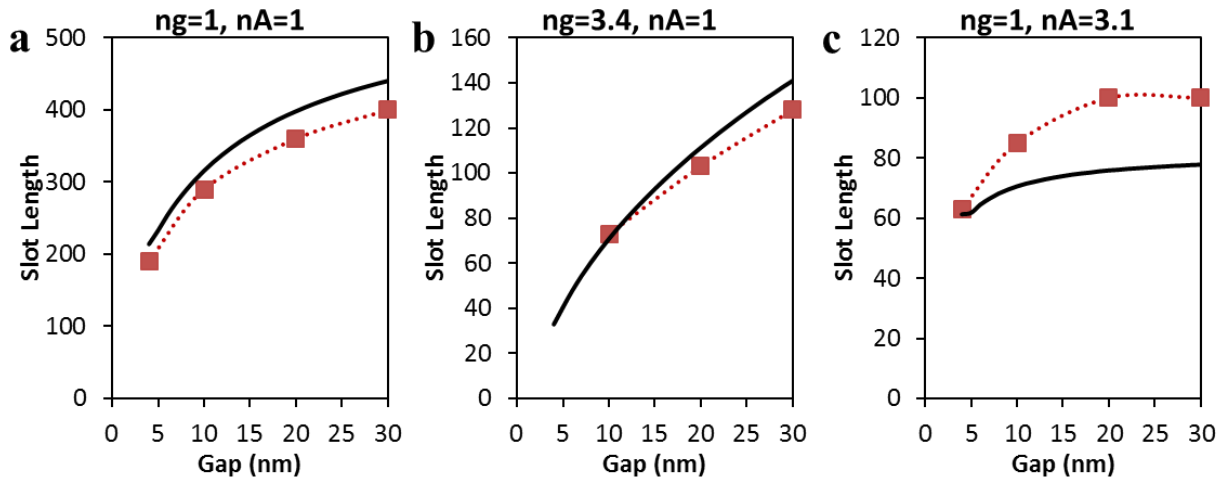 a
ng=1, nA=1
500
400
300
200
100
0
Slot Length
0 5 10 15 20 25 30
Gap (nm)
b
ng=3.4, nA=1
160
140
120
100
80
60
40
20
0
Slot Length
0 5 10 15 20 25 30
Gap (nm)
c
ng=1, nA=3.1
120
100
80
60
40
20
0
Slot Length
0 5 10 15 20 25 30
Gap (nm)